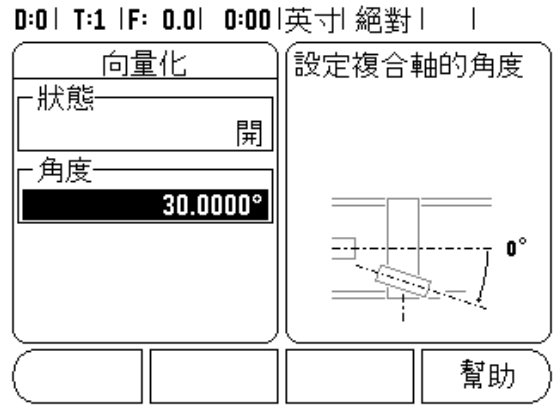 D:0| T:1 |F: 0.0| 0:00|英寸|絕對| |
向量化
狀態
開
角度
30.0000°
設定複合軸的角度
0°
幫助